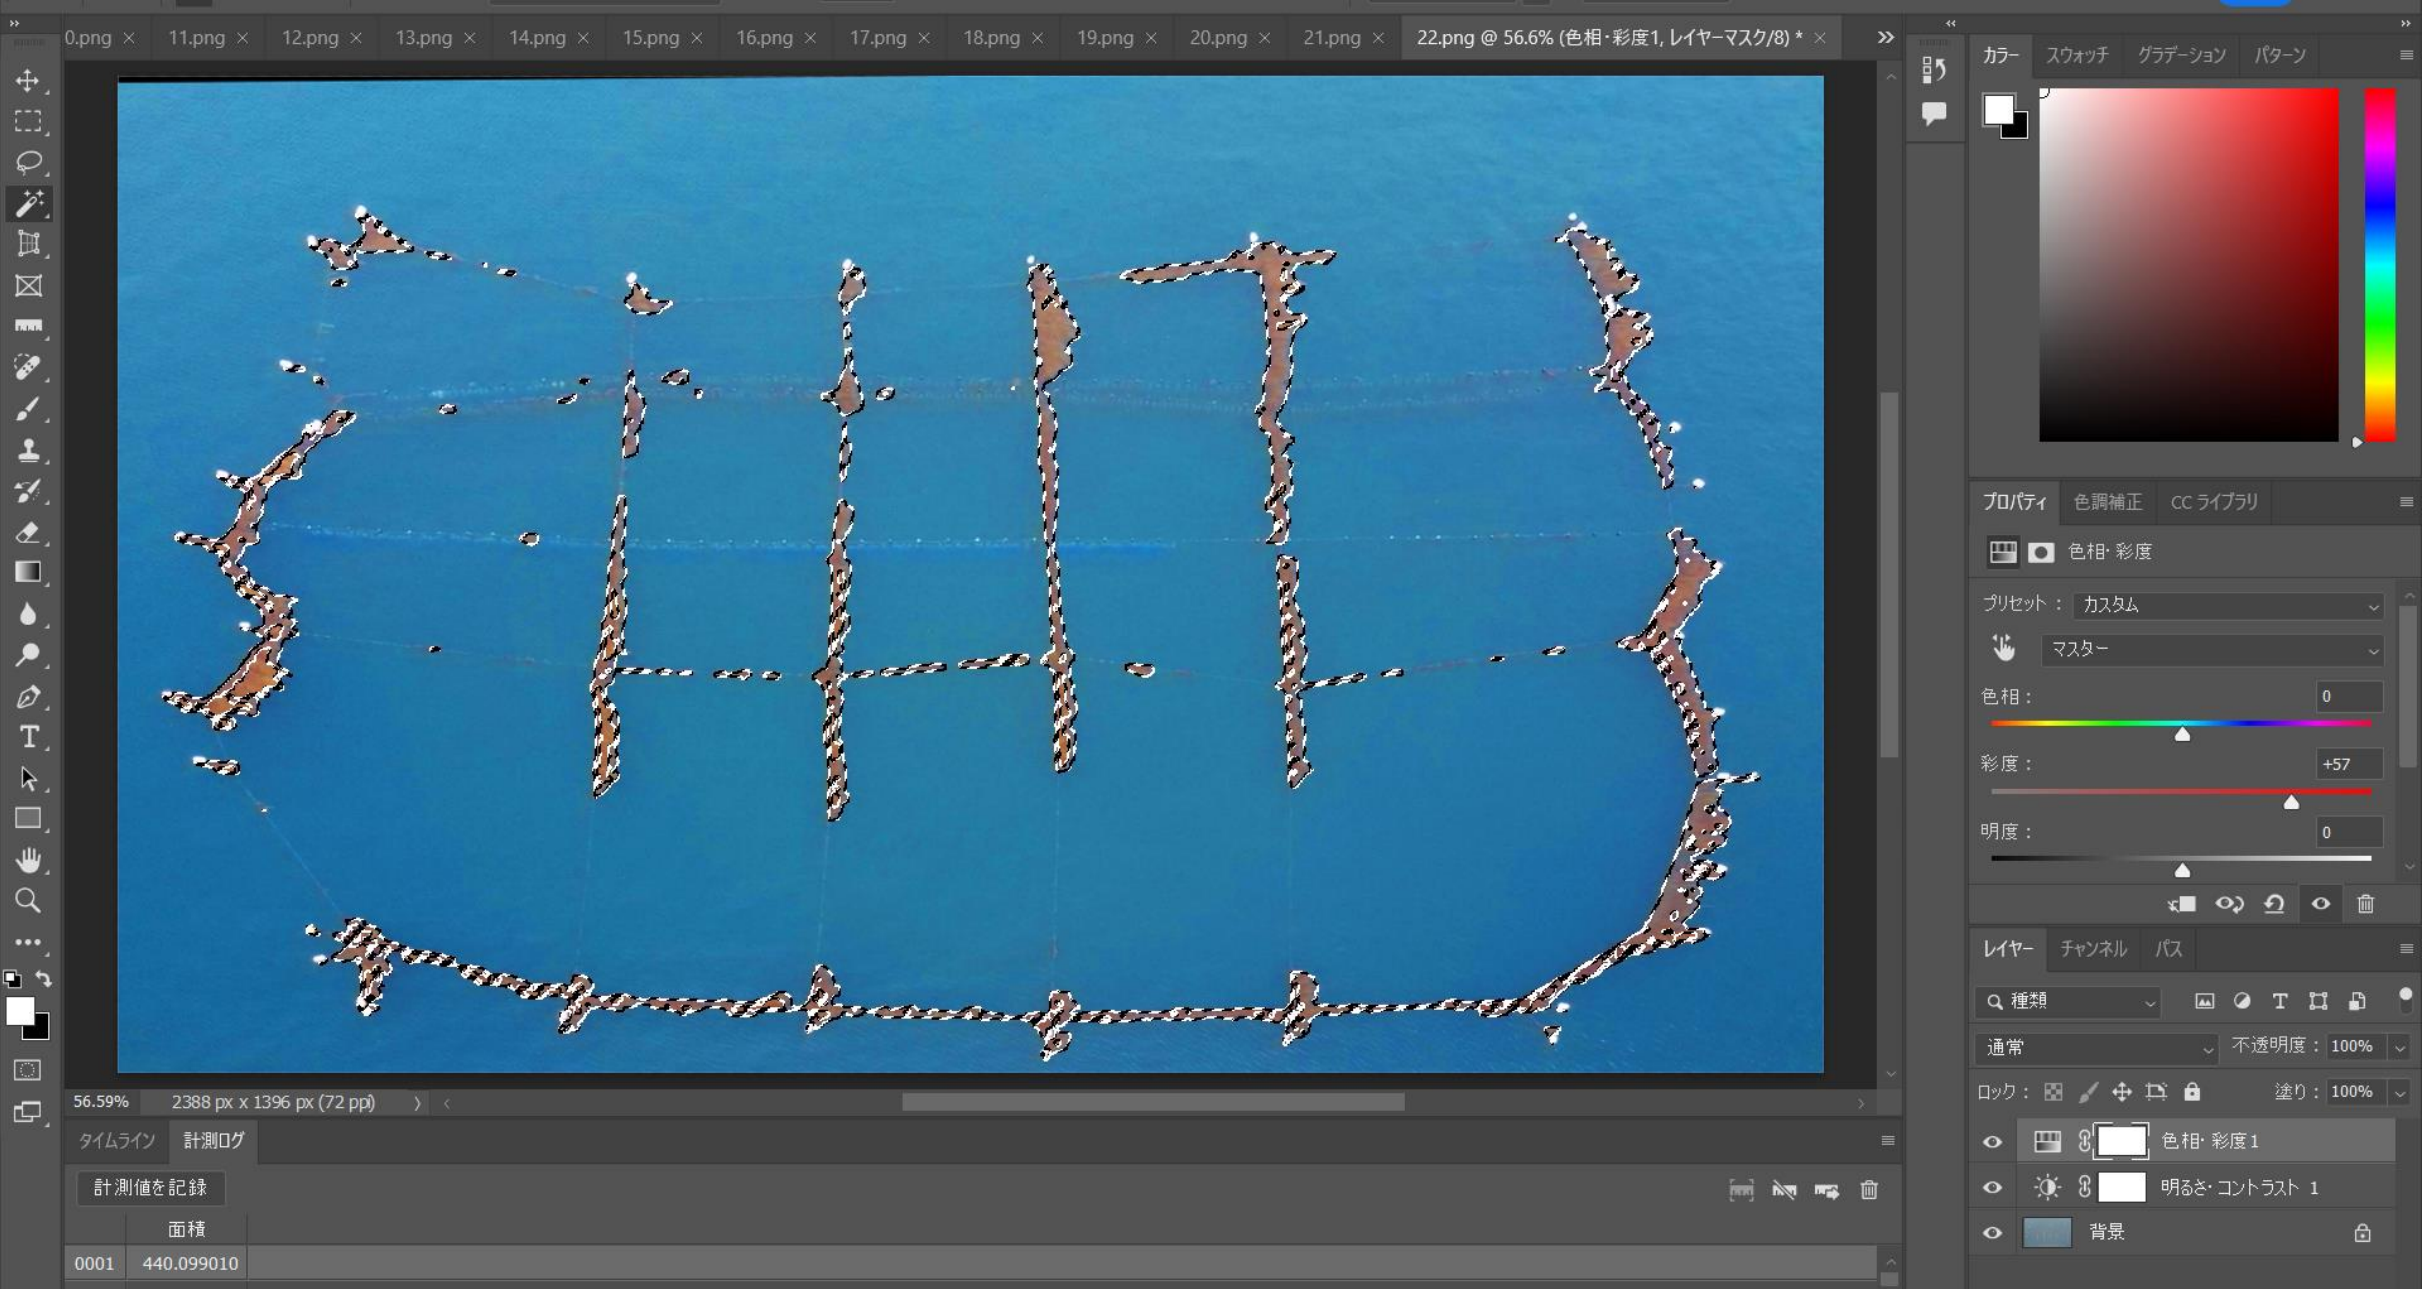 0.png × 11.png × 12.png × 13.png × 14.png × 15.png × 16.png × 17.png × 18.png × 19.png × 20.png × 21.png × 22.png @ 56.6% (色相・彩度1, レイヤーマスク/8) * ×
カラー スウォッチ グラデーション パターン
プロパティ 色調補正 CC ライブラリ
色相・彩度
プリセット： カスタム
マスター
色相： 0
彩度： +57
明度： 0
レイヤー チャンネル パス
種類
通常 不透明度： 100%
ロック： 塗り： 100%
色相・彩度 1
明るさ・コントラスト 1
背景
56.59% 2388 px x 1396 px (72 ppi)
タイムライン 計測ログ
計測値を記録
面積
0001 440.099010